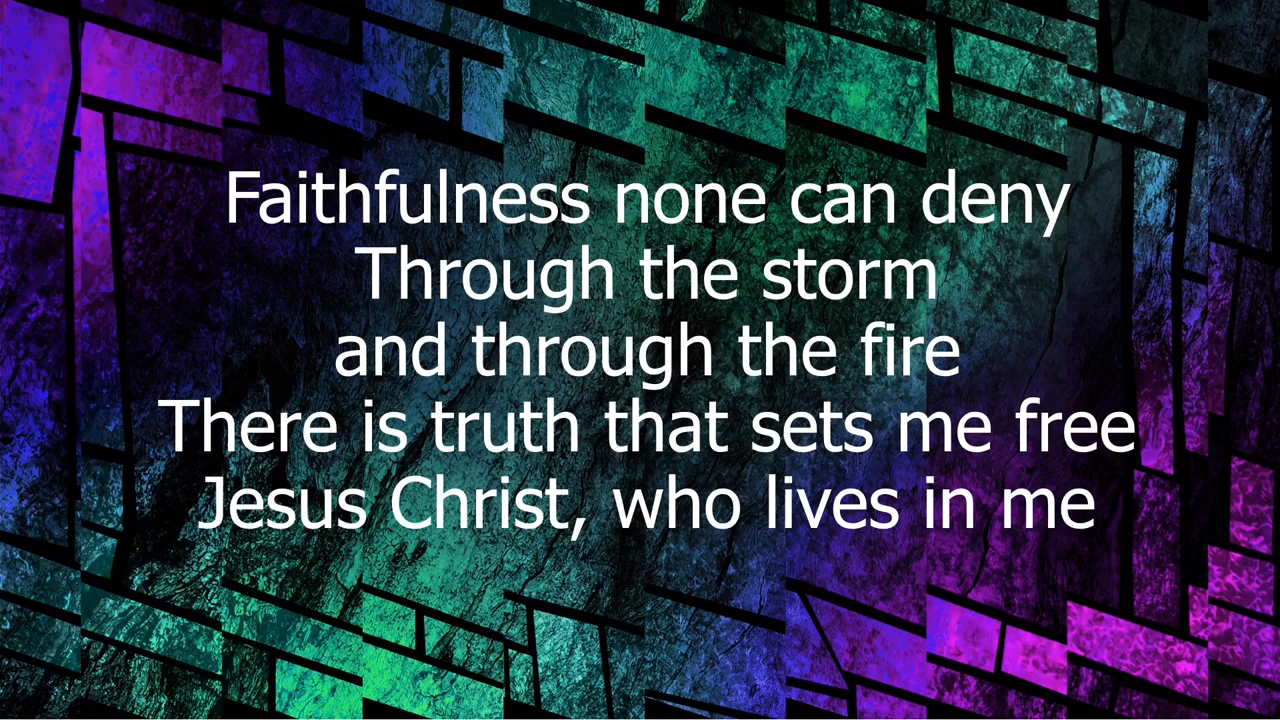 Faithfulness none can deny
Through the storm
and through the fire
There is truth that sets me free
Jesus Christ, who lives in me